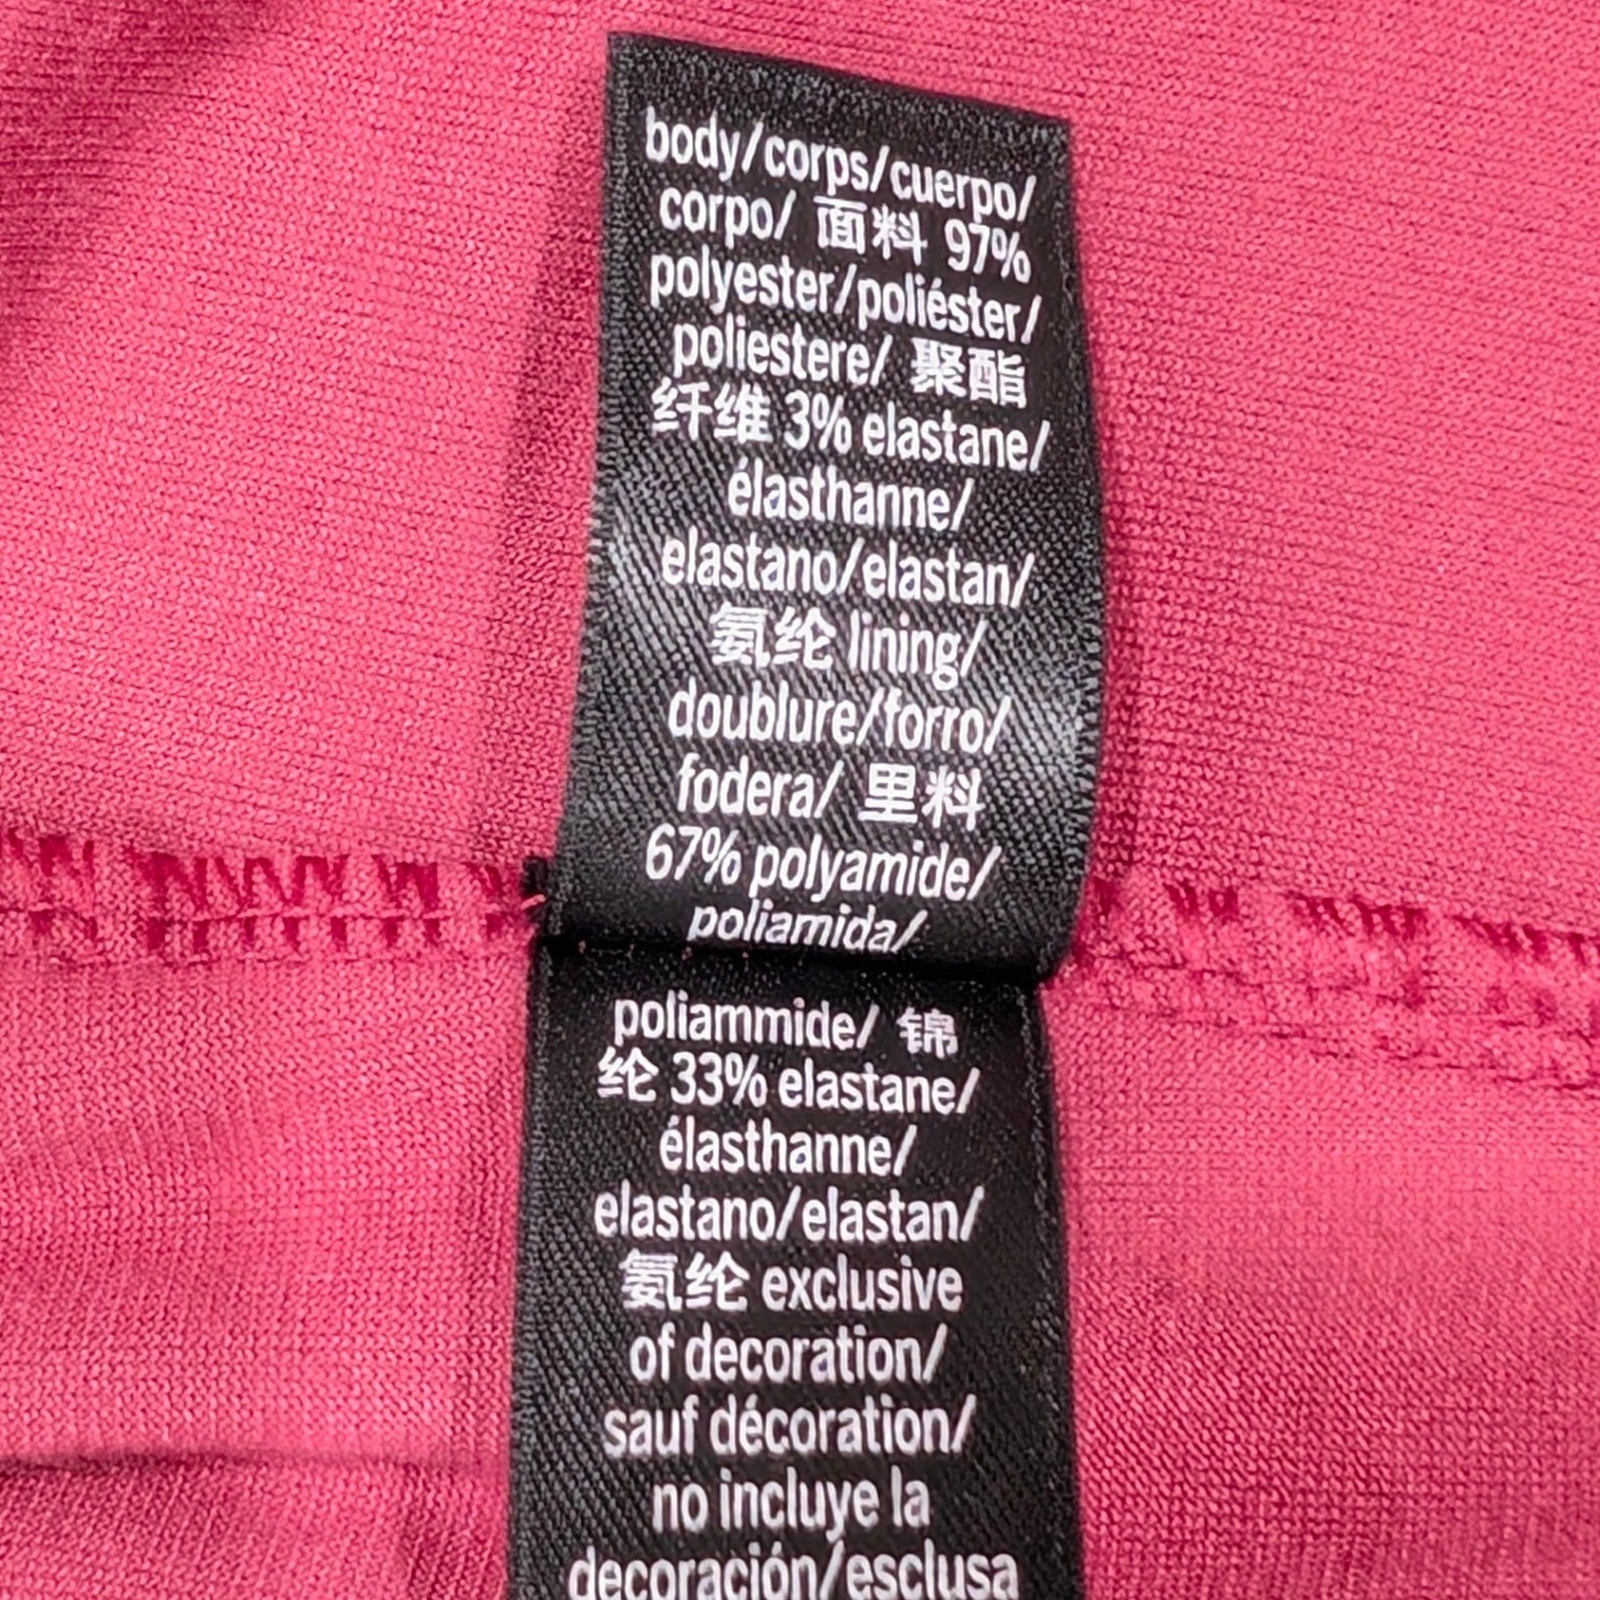 body/corps/cuerpo/
corpo/ 面料 97%
polyester/poliéster/
poliestere/ 聚酯
纤维 3% elastane/
élasthanne/
elastano/elastan/
氨纶 lining/
doublure/forro/
fodera/ 里料
67% polyamide/
poliamida/
poliammide/ 锦
纶 33% elastane/
élasthanne/
elastano/elastan/
氨纶 exclusive
of decoration/
sauf décoration/
no incluye la
decoración/esclusa